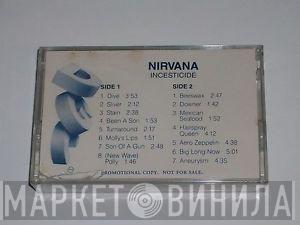 NIRVANA
INCESTICIDE
SIDE 1
1. Dive 3:53
2. Sliver 2:12
3. Stain 2:38
4. Been A Son 1:53
5. Turnaround 2:17
6. Molly's Lips 1:52
7. Son Of A Gun 2:48
8. (New Wave)
Polly 1:46
SIDE 2
1. Beeswax 2:47
2. Downer 1:42
3. Mexican
Seafood 1:52
4. Hairspray
Queen 4:12
5. Aero Zeppelin 4:38
6. Big Long Now 5:01
7. Aneurysim 4:35
PROMOTIONAL COPY. NOT FOR SALE.
МАРКЕТ ВИНИЛА